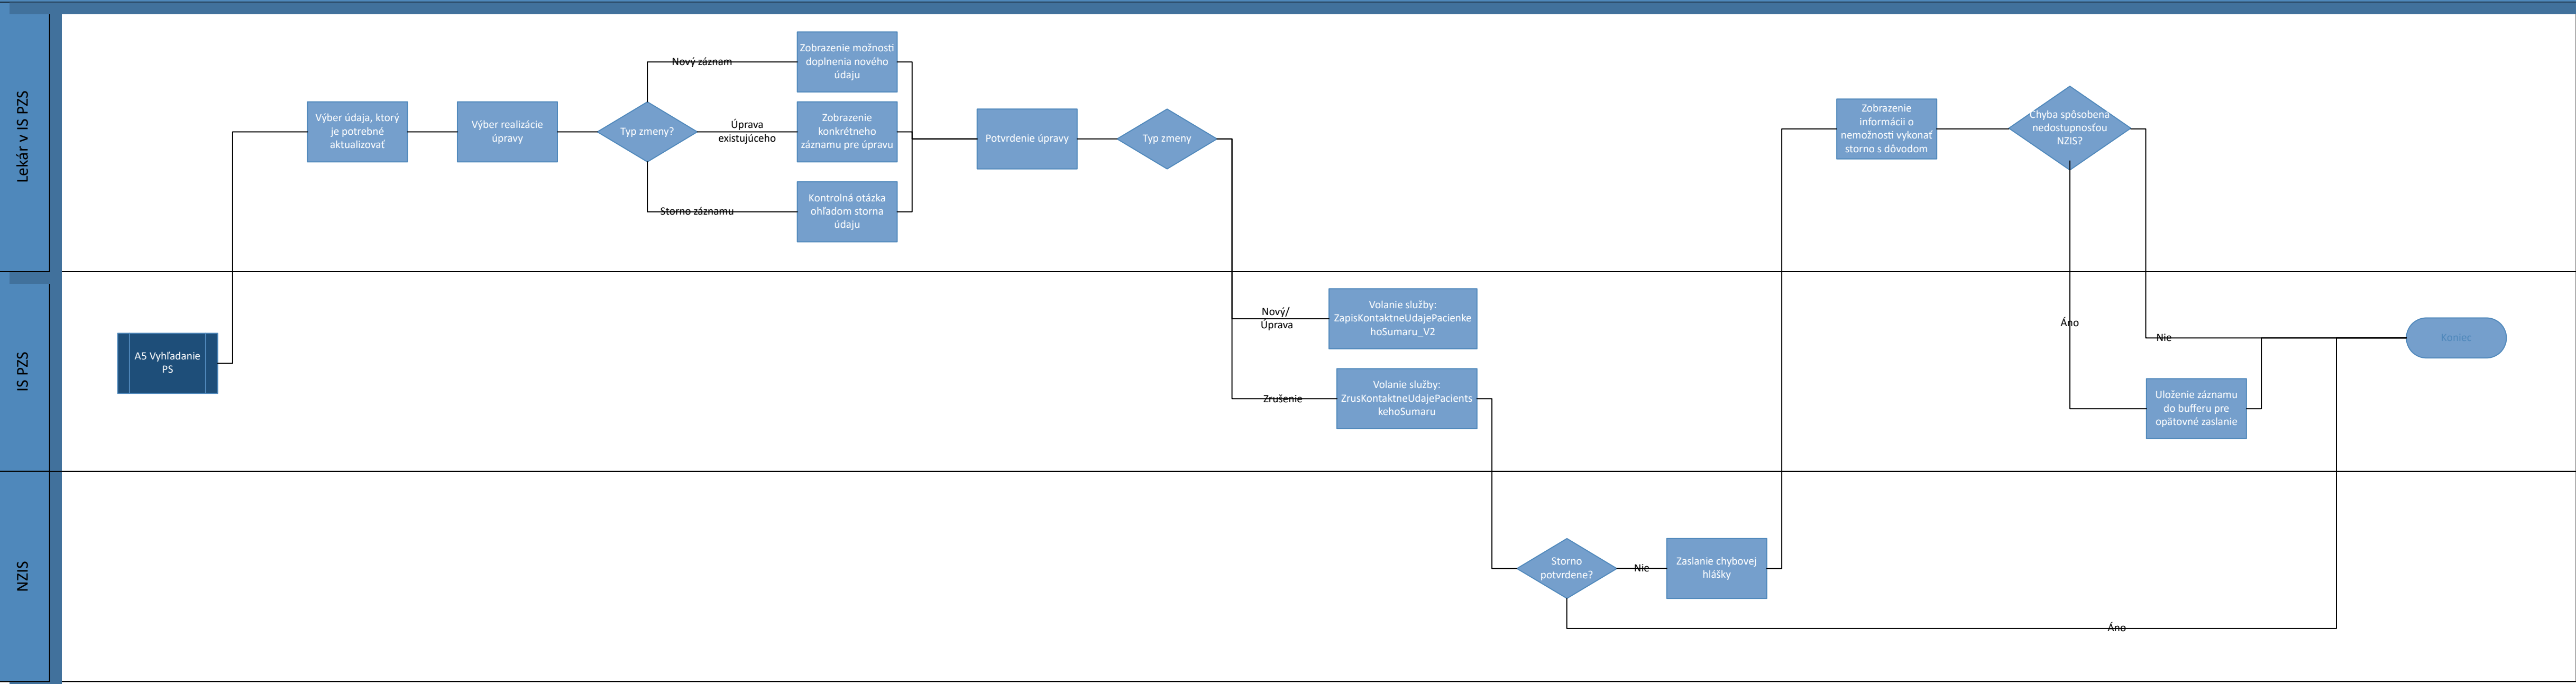 Lekár v IS PZS
Výber údaja, ktorý
je potrebné
aktualizovať
Výber realizácie
úpravy
Typ zmeny?
Nový záznam
Úprava
existujúceho
Storno záznamu
Zobrazenie možnosti
doplnenia nového
údaju
Zobrazenie
konkrétneho
záznamu pre úpravu
Kontrolná otázka
ohľadom storna
údaju
Potvrdenie úpravy
Typ zmeny
Zobrazenie
informácii o
nemožnosti vykonať
storno s dôvodom
Chyba spôsobená
nedostupnosťou
NZIS?
IS PZS
A5 Vyhľadanie
PS
Nový/
Úprava
Volanie služby:
ZapisKontaktneUdajePacienke
hoSumaru_V2
Zrušenie
Volanie služby:
ZrusKontaktneUdajePacients
kehoSumaru
Áno
Nie
Uloženie záznamu
do bufferu pre
opätovné zaslanie
Koniec
NZIS
Storno
potvrdene?
Nie
Zaslanie chybovej
hlášky
Áno